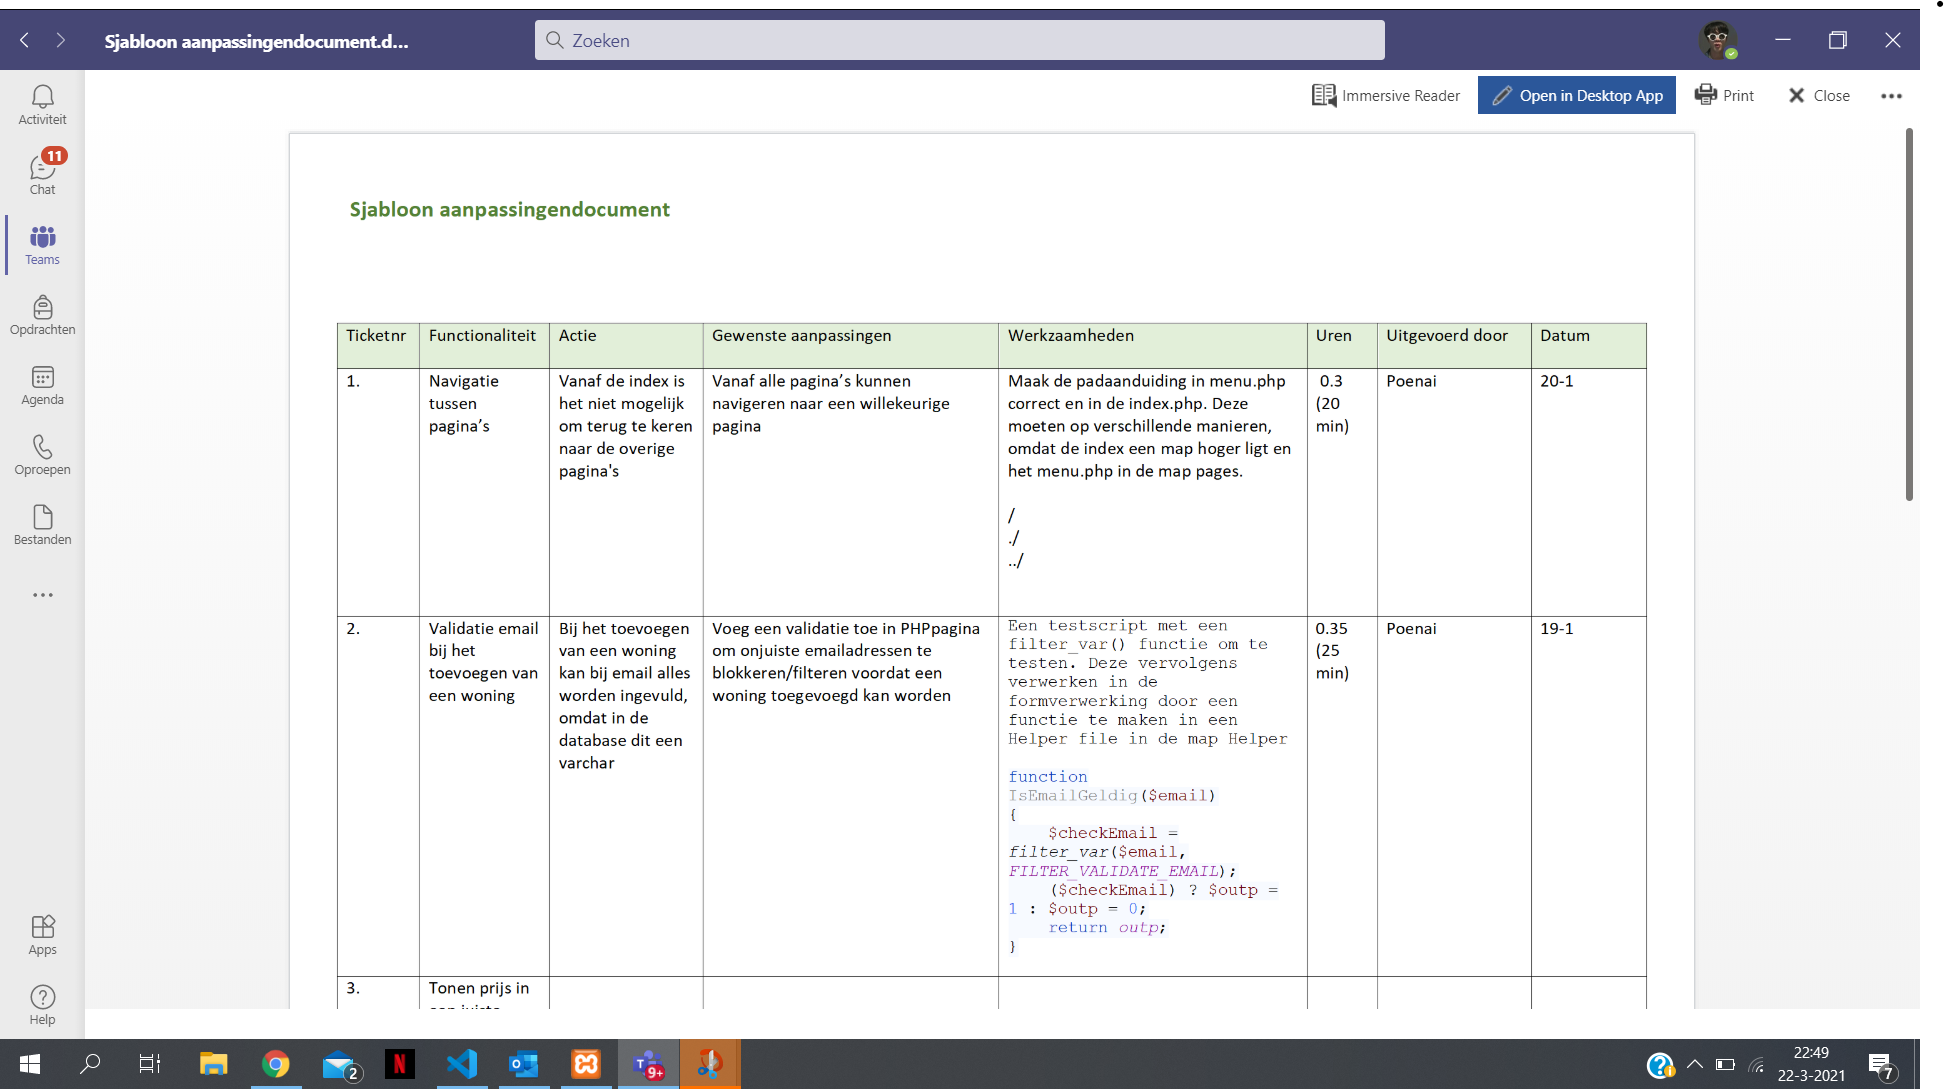 Sjabloon aanpassingendocument.d...
Zoeken
Activiteit
11
Chat
Teams
Opdrachten
Agenda
Oproepen
Bestanden
Apps
Help
Immersive Reader
Open in Desktop App
Print
Close
Sjabloon aanpassingendocument
Ticketnr
Functionaliteit
Actie
Gewenste aanpassingen
Werkzaamheden
Uren
Uitgevoerd door
Datum
1.
Navigatie
tussen
pagina’s
Vanaf de index is
het niet mogelijk
om terug te keren
naar de overige
pagina's
Vanaf alle pagina’s kunnen
navigeren naar een willekeurige
pagina
Maak de padaanduiding in menu.php
correct en in de index.php. Deze
moeten op verschillende manieren,
omdat de index een map hoger ligt en
het menu.php in de map pages.
/
./
../
0.3
(20
min)
Poenai
20-1
2.
Validatie email
bij het
toevoegen van
een woning
Bij het toevoegen
van een woning
kan bij email alles
worden ingevuld,
omdat in de
database dit een
varchar
Voeg een validatie toe in PHPpagina
om onjuiste emailadressen te
blokkeren/filteren voordat een
woning toegevoegd kan worden
Een testscript met een
filter_var() functie om te
testen. Deze vervolgens
verwerken in de
formverwerking door een
functie te maken in een
Helper file in de map Helper
function
IsEmailGeldig($email)
{
$checkEmail =
filter_var($email,
FILTER_VALIDATE_EMAIL);
($checkEmail) ? $outp =
1 : $outp = 0;
return outp;
}
0.35
(25
min)
Poenai
19-1
3.
Tonen prijs in
2
N
T
9+
22:49
22-3-2021
7